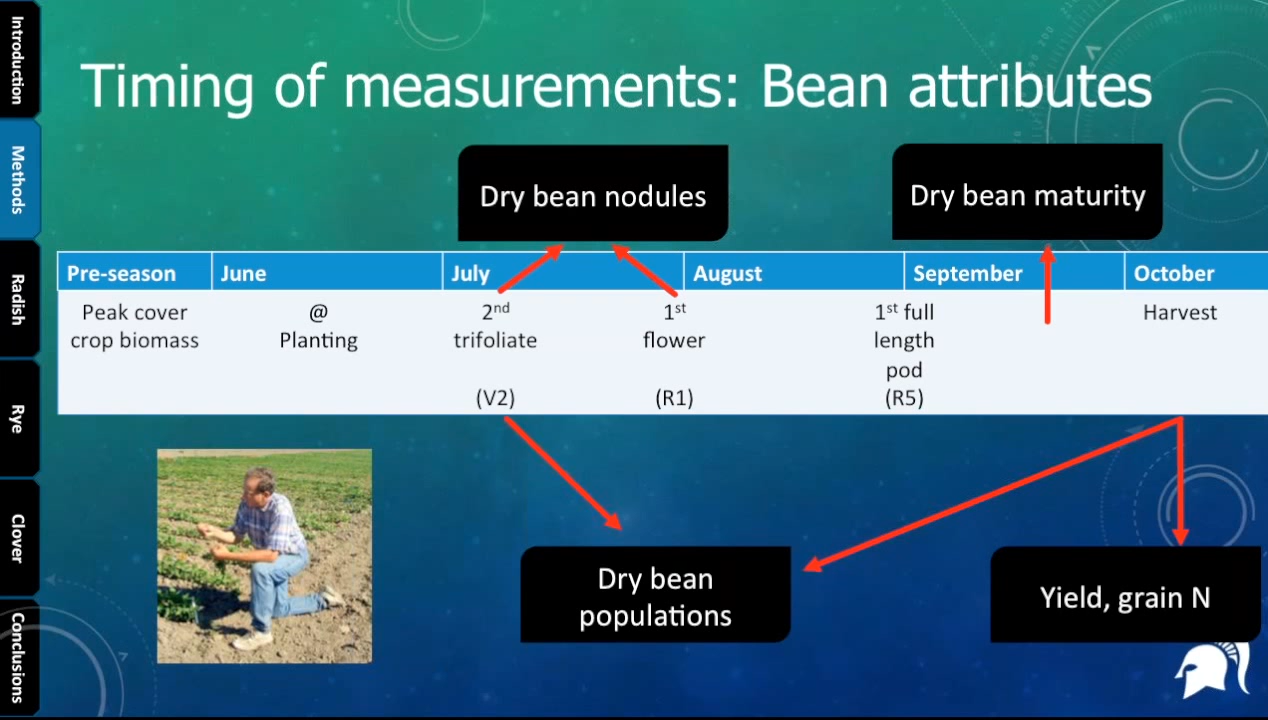 Introduction
Methods
Radish
Rye
Clover
Conclusions
Timing of measurements: Bean attributes
Dry bean nodules
Dry bean maturity
Pre-season June July August September October
Peak cover @ 2nd 1st 1st full Harvest
crop biomass Planting trifoliate flower length
pod
(V2) (R1) (R5)
Dry bean
populations
Yield, grain N